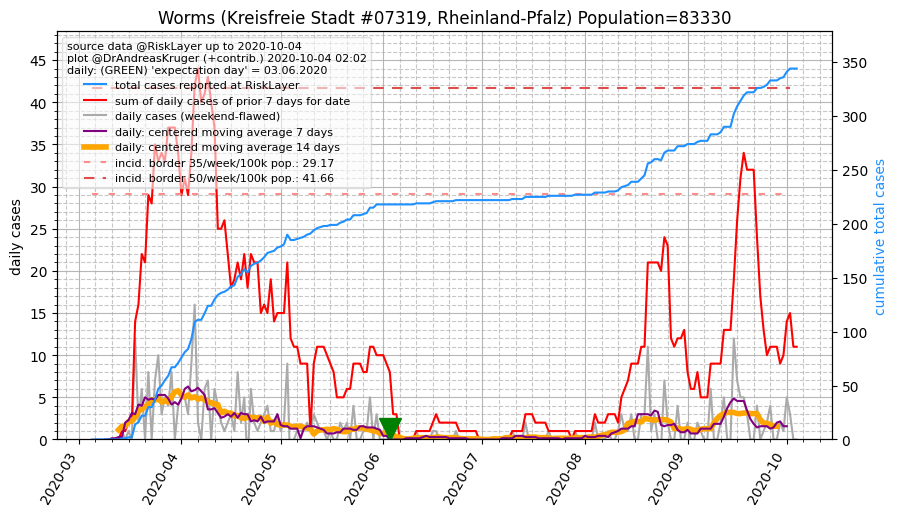 Worms (Kreisfreie Stadt #07319, Rheinland-Pfalz) Population=83330
source data @RiskLayer up to 2020-10-04
plot @DrAndreasKruger (+contrib.) 2020-10-04 02:02
daily: (GREEN) 'expectation day' = 03.06.2020
total cases reported at RiskLayer
sum of daily cases of prior 7 days for date
daily cases (weekend-flawed)
daily: centered moving average 7 days
daily: centered moving average 14 days
incid. border 35/week/100k pop.: 29.17
incid. border 50/week/100k pop.: 41.66
daily cases
45
40
35
30
25
20
15
10
5
0
cumulative total cases
350
300
250
200
150
100
50
0
2020-03
2020-04
2020-05
2020-06
2020-07
2020-08
2020-09
2020-10